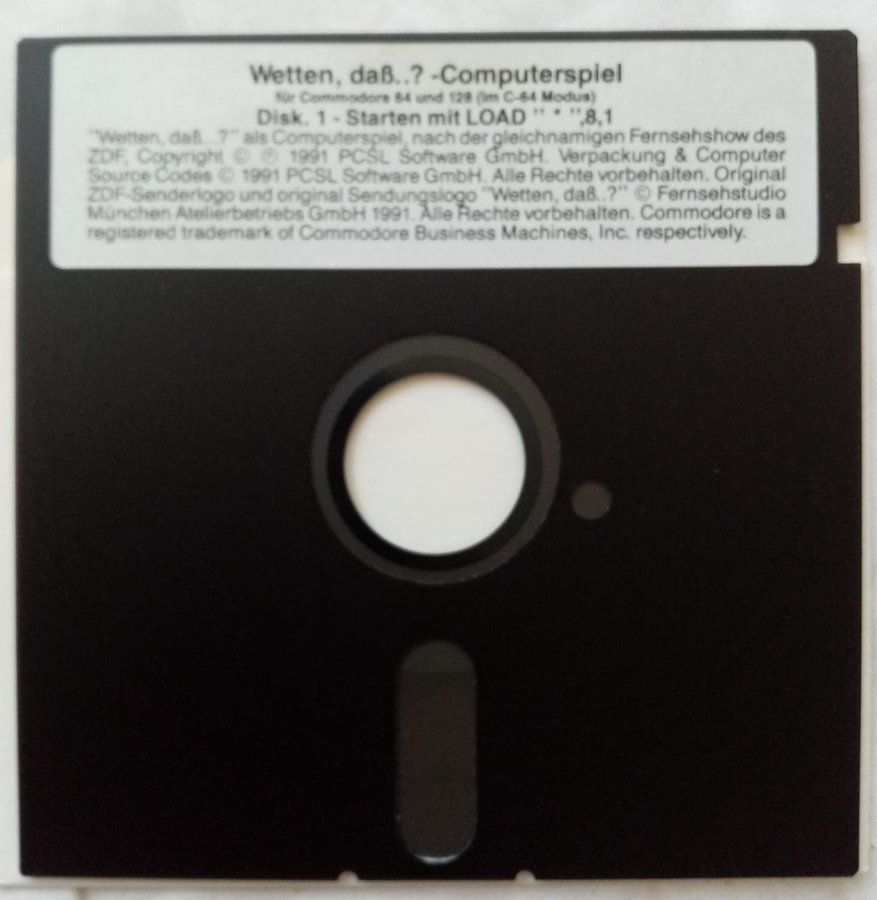 Wetten, daß..? -Computerspiel
für Commodore 64 und 128 (im C-64 Modus)
Disk. 1 - Starten mit LOAD " * ",8,1
"Wetten, daß...?" als Computerspiel, nach der gleichnamigen Fernsehshow des
ZDF, Copyright © ℗ 1991 PCSL Software GmbH. Verpackung & Computer
Source Codes © 1991 PCSL Software GmbH. Alle Rechte vorbehalten. Original
ZDF-Senderlogo und original Sendungslogo "Wetten, daß..?" © Fernsehstudio
München Atelierbetriebs GmbH 1991. Alle Rechte vorbehalten. Commodore is a
registered trademark of Commodore Business Machines, Inc. respectively.